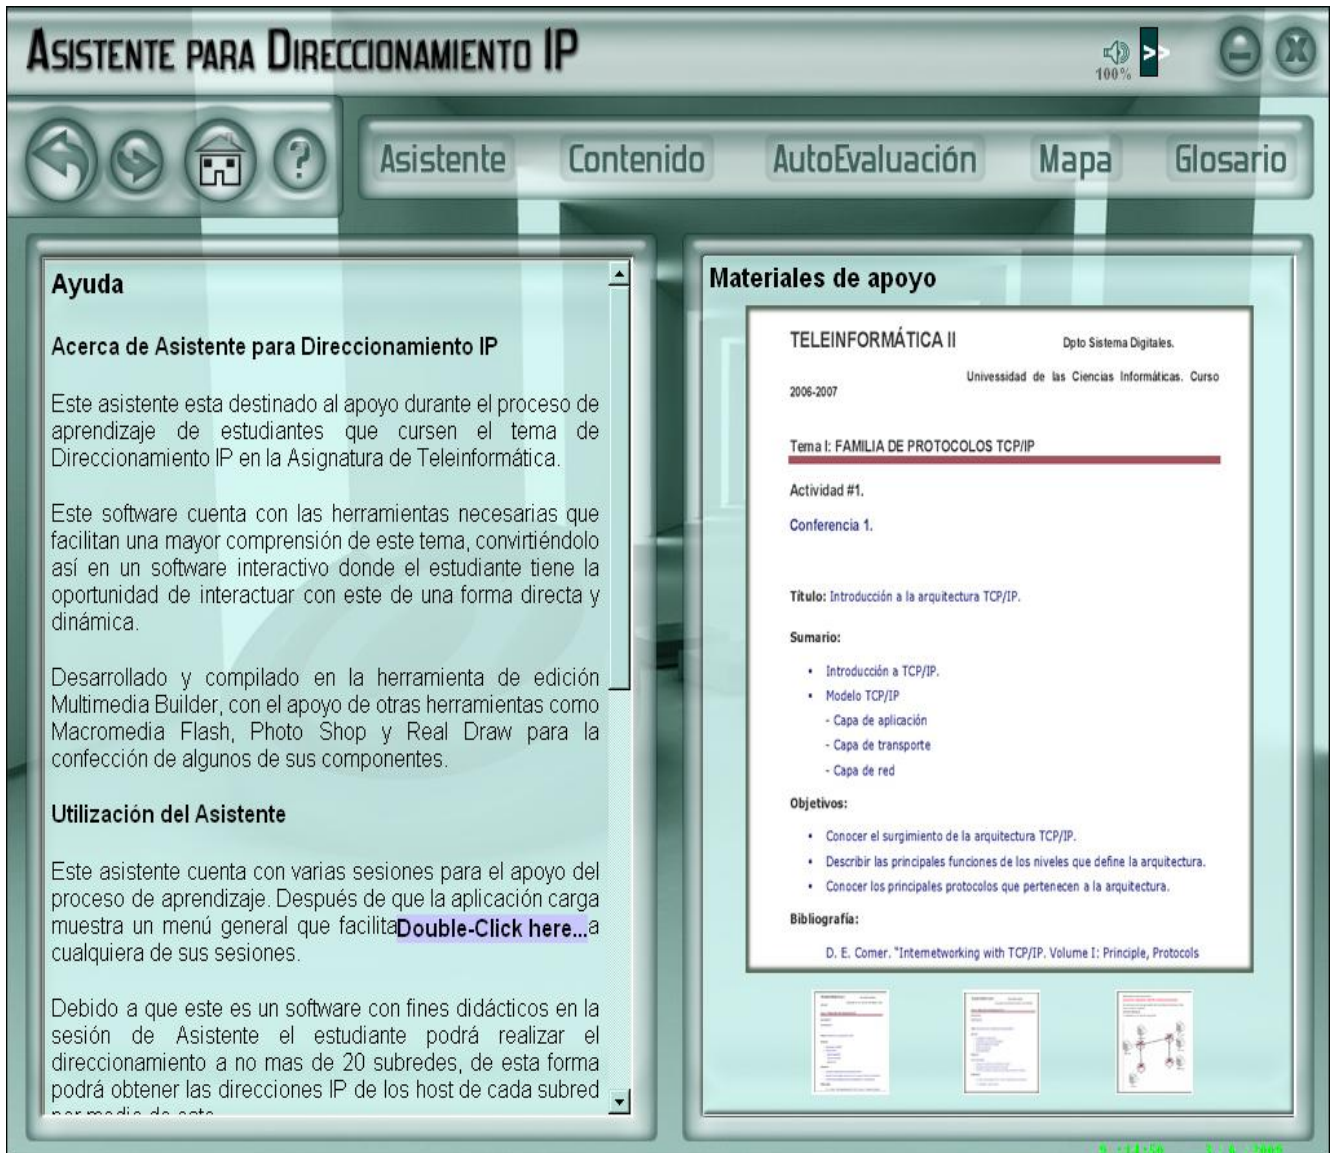 ASISTENTE PARA DIRECCIONAMIENTO IP
100%
>>
?
Asistente Contenido AutoEvaluación Mapa Glosario
Ayuda
Acerca de Asistente para Direccionamiento IP
Este asistente esta destinado al apoyo durante el proceso de
aprendizaje de estudiantes que cursen el tema de
Direccionamiento IP en la Asignatura de Teleinformática.
Este software cuenta con las herramientas necesarias que
facilitan una mayor comprensión de este tema, convirtiéndolo
así en un software interactivo donde el estudiante tiene la
oportunidad de interactuar con este de una forma directa y
dinámica.
Desarrollado y compilado en la herramienta de edición
Multimedia Builder, con el apoyo de otras herramientas como
Macromedia Flash, Photo Shop y Real Draw para la
confección de algunos de sus componentes.
Utilización del Asistente
Este asistente cuenta con varias sesiones para el apoyo del
proceso de aprendizaje. Después de que la aplicación carga
muestra un menú general que facilita Double-Click here... a
cualquiera de sus sesiones.
Debido a que este es un software con fines didácticos en la
sesión de Asistente el estudiante podrá realizar el
direccionamiento a no mas de 20 subredes, de esta forma
podrá obtener las direcciones IP de los host de cada subred
Materiales de apoyo
TELEINFORMÁTICA II Dpto Sistema Digitales.
Univessidad de las Ciencias Informáticas. Curso
2006-2007
Tema I: FAMILIA DE PROTOCOLOS TCP/IP
Actividad #1.
Conferencia 1.
Título: Introducción a la arquitectura TCP/IP.
Sumario:
• Introducción a TCP/IP.
• Modelo TCP/IP
- Capa de aplicación
- Capa de transporte
- Capa de red
Objetivos:
• Conocer el surgimiento de la arquitectura TCP/IP.
• Describir las principales funciones de los niveles que define la arquitectura.
• Conocer los principales protocolos que pertenecen a la arquitectura.
Bibliografía:
D. E. Comer. "Internetworking with TCP/IP. Volume I: Principle, Protocols